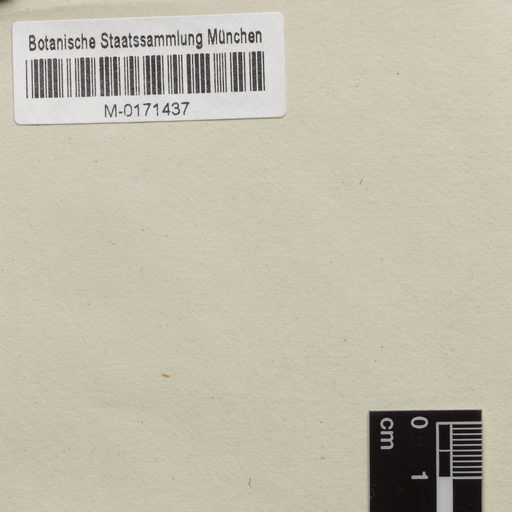 Botanische Staatssammlung München
M-0171437
0 1
cm